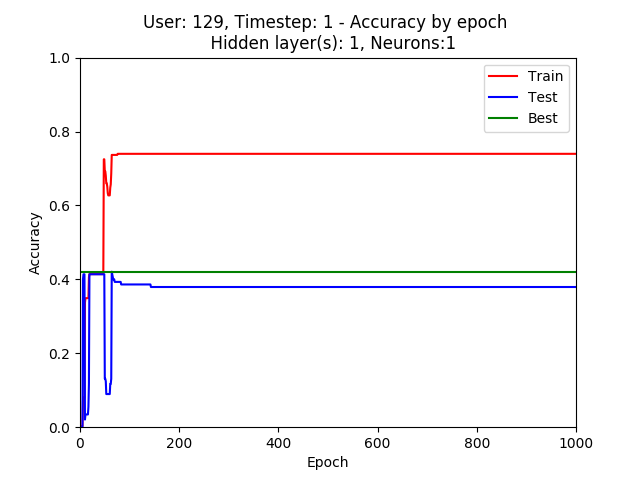 User: 129, Timestep: 1 - Accuracy by epoch
Hidden layer(s): 1, Neurons:1
Train
Test
Best
1.0
0.8
0.6
0.4
0.2
0.0
Accuracy
0 200 400 600 800 1000
Epoch